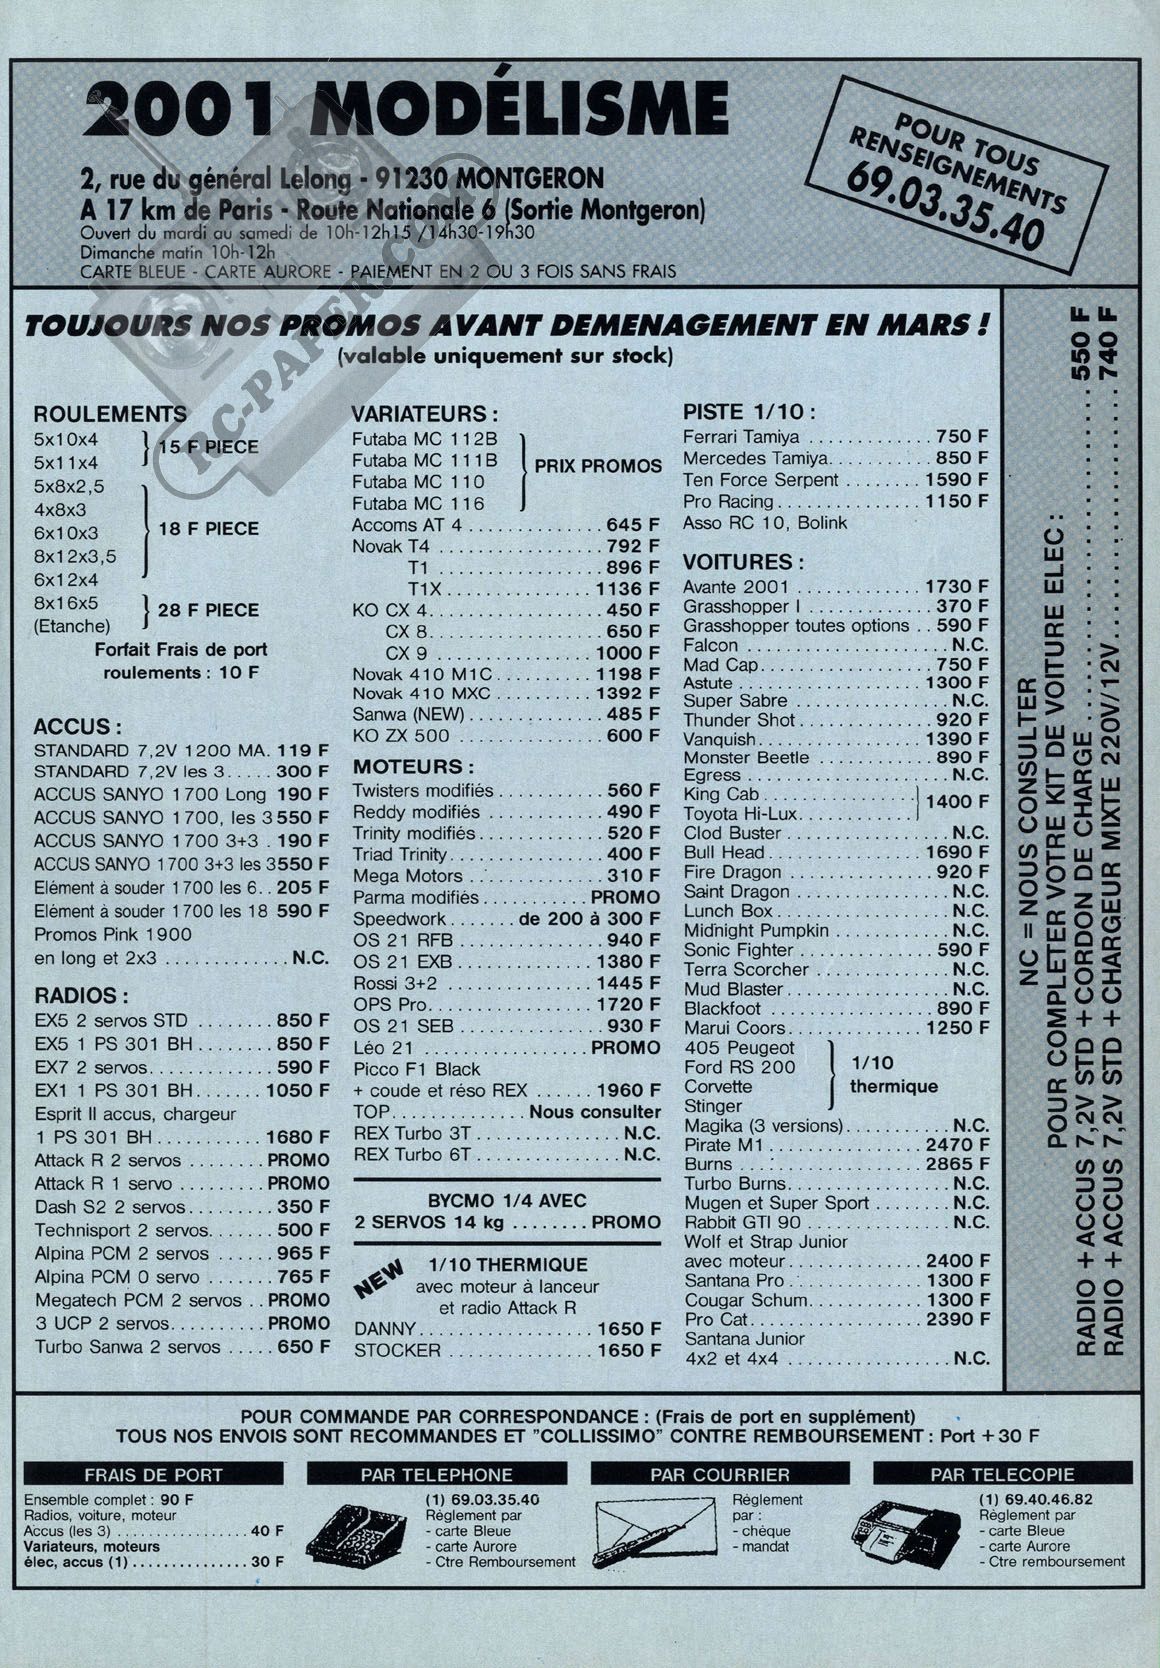 2001 MODÉLISME
2, rue du général Lelong - 91230 MONTGERON
A 17 km de Paris - Route Nationale 6 (Sortie Montgeron)
Ouvert du mardi au samedi de 10h-12h15 /14h30-19h30
Dimanche matin 10h-12h
CARTE BLEUE - CARTE AURORE - PAIEMENT EN 2 OU 3 FOIS SANS FRAIS
POUR TOUS
RENSEIGNEMENTS
69.03.35.40
RC-PAPER.COM
TOUJOURS NOS PROMOS AVANT DEMENAGEMENT EN MARS !
(valable uniquement sur stock)
ROULEMENTS
5x10x4
5x11x4
15 F PIECE
5x8x2,5
4x8x3
6x10x3
8x12x3,5
6x12x4
18 F PIECE
8x16x5
(Etanche)
28 F PIECE
Forfait Frais de port
roulements : 10 F
ACCUS :
STANDARD 7,2V 1200 MA. 119 F
STANDARD 7,2V les 3..... 300 F
ACCUS SANYO 1700 Long 190 F
ACCUS SANYO 1700, les 3 550 F
ACCUS SANYO 1700 3+3 . 190 F
ACCUS SANYO 1700 3+3 les 3 550 F
Elément à souder 1700 les 6.. 205 F
Elément à souder 1700 les 18 590 F
Promos Pink 1900
en long et 2x3 ............. N.C.
RADIOS :
EX5 2 servos STD ........ 850 F
EX5 1 PS 301 BH ........ 850 F
EX7 2 servos............. 590 F
EX1 1 PS 301 BH....... 1050 F
Esprit II accus, chargeur
1 PS 301 BH........... 1680 F
Attack R 2 servos ........ PROMO
Attack R 1 servo ......... PROMO
Dash S2 2 servos......... 350 F
Technisport 2 servos....... 500 F
Alpina PCM 2 servos ...... 965 F
Alpina PCM 0 servo ....... 765 F
Megatech PCM 2 servos .. PROMO
3 UCP 2 servos.......... PROMO
Turbo Sanwa 2 servos ..... 650 F
VARIATEURS :
Futaba MC 112B
Futaba MC 111B
Futaba MC 110
Futaba MC 116
PRIX PROMOS
Accoms AT 4 ............. 645 F
Novak T4 ................ 792 F
T1 ................. 896 F
T1X ............... 1136 F
KO CX 4................. 450 F
CX 8.................... 650 F
CX 9 ............... 1000 F
Novak 410 M1C.......... 1198 F
Novak 410 MXC.......... 1392 F
Sanwa (NEW)............. 485 F
KO ZX 500 .............. 600 F
MOTEURS :
Twisters modifiés ........... 560 F
Reddy modifiés ............ 490 F
Trinity modifiés............. 520 F
Triad Trinity............... 400 F
Mega Motors ............. 310 F
Parma modifiés........... PROMO
Speedwork ....... de 200 à 300 F
OS 21 RFB .............. 940 F
OS 21 EXB .............. 1380 F
Rossi 3+2 .............. 1445 F
OPS Pro................ 1720 F
OS 21 SEB .............. 930 F
Léo 21 ................. PROMO
Picco F1 Black
+ coude et réso REX ...... 1960 F
TOP.............. Nous consulter
REX Turbo 3T .............. N.C.
REX Turbo 6T .............. N.C.
BYCMO 1/4 AVEC
2 SERVOS 14 kg ........ PROMO
NEW
1/10 THERMIQUE
avec moteur à lanceur
et radio Attack R
DANNY................. 1650 F
STOCKER .............. 1650 F
PISTE 1/10 :
Ferrari Tamiya ............ 750 F
Mercedes Tamiya.......... 850 F
Ten Force Serpent ....... 1590 F
Pro Racing.............. 1150 F
Asso RC 10, Bolink
VOITURES :
Avante 2001 ............ 1730 F
Grasshopper I ............ 370 F
Grasshopper toutes options .. 590 F
Falcon .................... N.C.
Mad Cap................. 750 F
Astute ................. 1300 F
Super Sabre ............... N.C.
Thunder Shot............. 920 F
Vanquish............... 1390 F
Monster Beetle ........... 890 F
Egress .................... N.C.
King Cab
Toyota Hi-Lux
1400 F
Clod Buster................ N.C.
Bull Head............... 1690 F
Fire Dragon .............. 920 F
Saint Dragon .............. N.C.
Lunch Box................. N.C.
Midnight Pumpkin ........... N.C.
Sonic Fighter ............. 590 F
Terra Scorcher ............. N.C.
Mud Blaster................ N.C.
Blackfoot ................ 890 F
Marui Coors............. 1250 F
405 Peugeot
Ford RS 200
Corvette
Stinger
1/10
thermique
Magika (3 versions)........... N.C.
Pirate M1 .............. 2470 F
Burns ................. 2865 F
Turbo Burns................ N.C.
Mugen et Super Sport ........ N.C.
Rabbit GTI 90 .............. N.C.
Wolf et Strap Junior
avec moteur............. 2400 F
Santana Pro............. 1300 F
Cougar Schum........... 1300 F
Pro Cat................ 2390 F
Santana Junior
4x2 et 4x4 ................ N.C.
NC = NOUS CONSULTER
POUR COMPLETER VOTRE KIT DE VOITURE ELEC :
RADIO + ACCUS 7,2V STD + CORDON DE CHARGE ........ 550 F
RADIO + ACCUS 7,2V STD + CHARGEUR MIXTE 220V/12V ........ 740 F
POUR COMMANDE PAR CORRESPONDANCE : (Frais de port en supplément)
TOUS NOS ENVOIS SONT RECOMMANDES ET "COLLISSIMO" CONTRE REMBOURSEMENT : Port + 30 F
FRAIS DE PORT
Ensemble complet : 90 F
Radios, voiture, moteur
Accus (les 3) .................. 40 F
Variateurs, moteurs
élec, accus (1) ............... 30 F
PAR TELEPHONE
(1) 69.03.35.40
Règlement par
- carte Bleue
- carte Aurore
- Ctre Remboursement
PAR COURRIER
Règlement
par :
- chèque
- mandat
PAR TELECOPIE
(1) 69.40.46.82
Règlement par
- carte Bleue
- carte Aurore
- Ctre remboursement